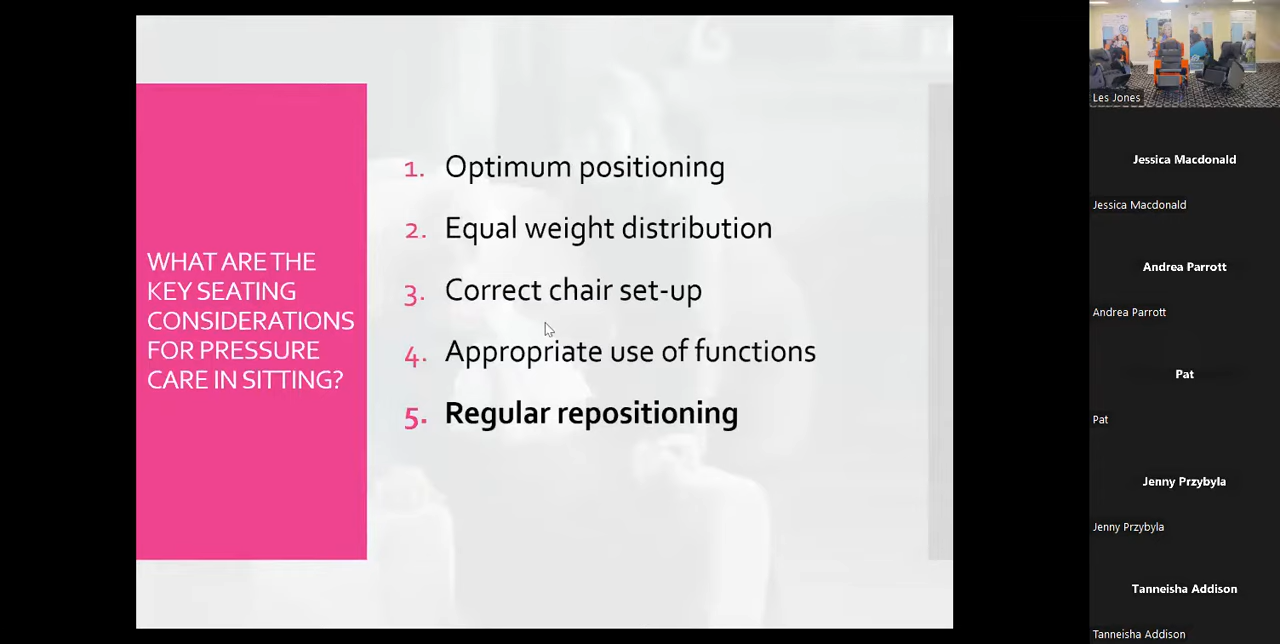 WHAT ARE THE
KEY SEATING
CONSIDERATIONS
FOR PRESSURE
CARE IN SITTING?
1. Optimum positioning
2. Equal weight distribution
3. Correct chair set-up
4. Appropriate use of functions
5. Regular repositioning
Les Jones
Jessica Macdonald
Jessica Macdonald
Andrea Parrott
Andrea Parrott
Pat
Pat
Jenny Przybyla
Jenny Przybyla
Tanneisha Addison
Tanneisha Addison